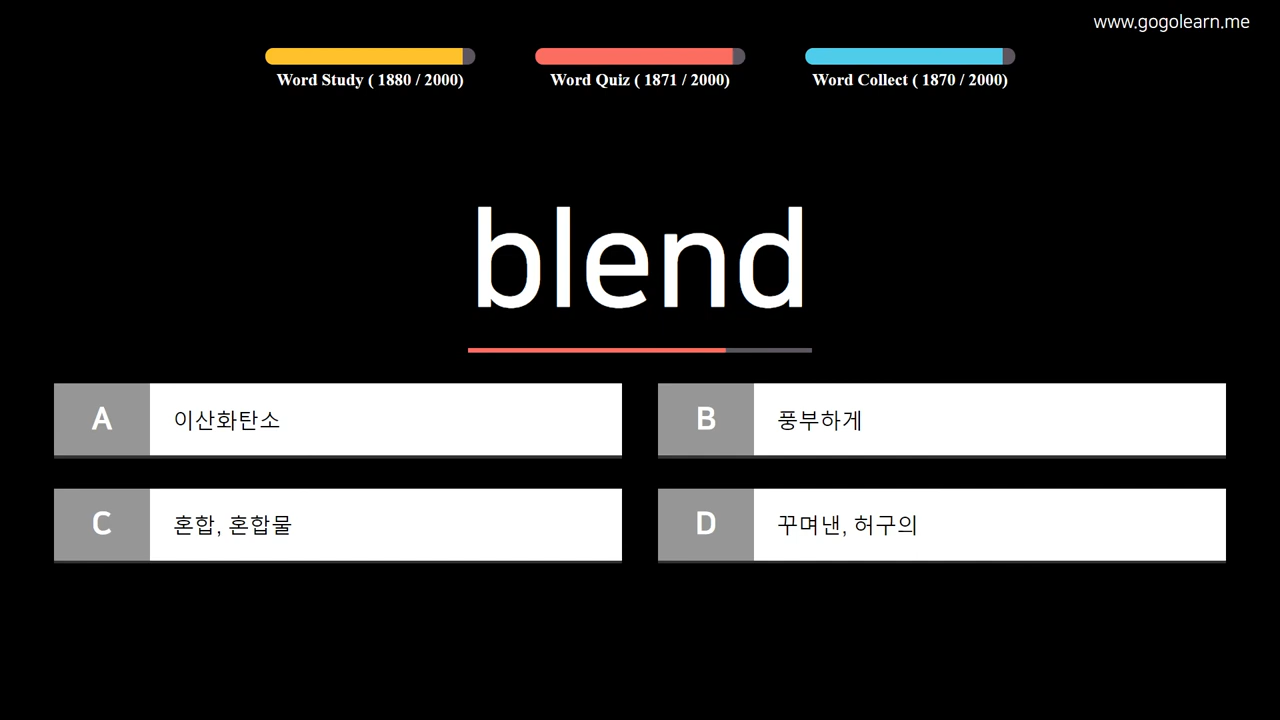 www.gogolearn.me
Word Study ( 1880 / 2000)
Word Quiz ( 1871 / 2000)
Word Collect ( 1870 / 2000)
blend
A 이산화탄소
B 풍부하게
C 혼합, 혼합물
D 꾸며낸, 허구의